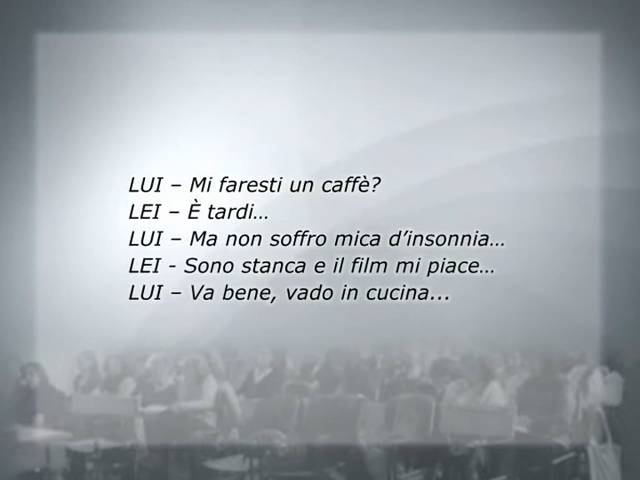 LUI – Mi faresti un caffè?
LEI – È tardi…
LUI – Ma non soffro mica d’insonnia…
LEI - Sono stanca e il film mi piace…
LUI – Va bene, vado in cucina...